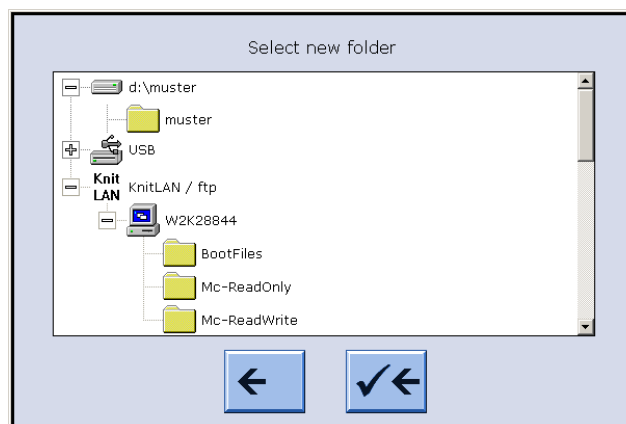 Select new folder
d:\muster
muster
USB
Knit
LAN KnitLAN / ftp
W2K28844
BootFiles
Mc-ReadOnly
Mc-ReadWrite